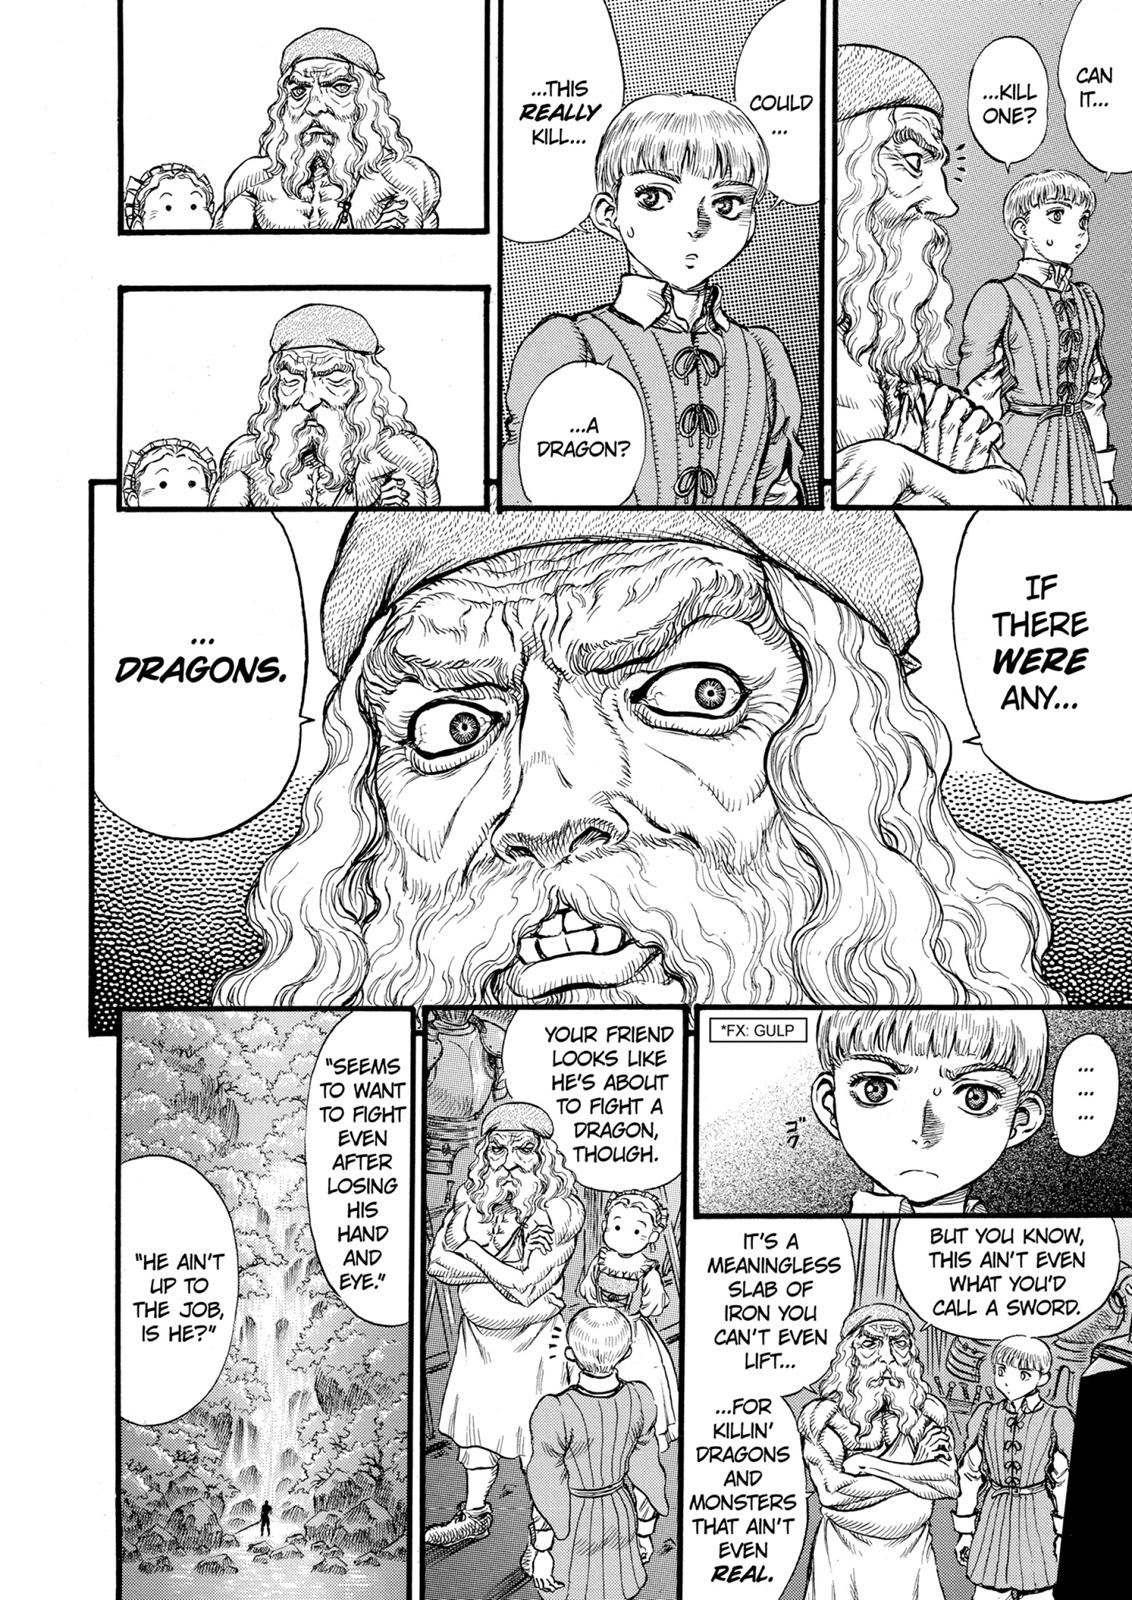 CAN
IT...
...KILL
ONE?
COULD
...
...THIS
REALLY
KILL...
...A
DRAGON?
IF
THERE
WERE
ANY...
...
DRAGONS.
*FX: GULP
...
...
...
ゴク
BUT YOU KNOW,
THIS AIN'T EVEN
WHAT YOU'D
CALL A SWORD.
IT'S A
MEANINGLESS
SLAB OF
IRON YOU
CAN'T EVEN
LIFT...
...FOR
KILLIN'
DRAGONS
AND
MONSTERS
THAT AIN'T
EVEN
REAL.
YOUR FRIEND
LOOKS LIKE
HE'S ABOUT
TO FIGHT A
DRAGON,
THOUGH.
"SEEMS
TO WANT
TO FIGHT
EVEN
AFTER
LOSING
HIS
HAND
AND
EYE."
"HE AIN'T
UP TO
THE JOB,
IS HE?"